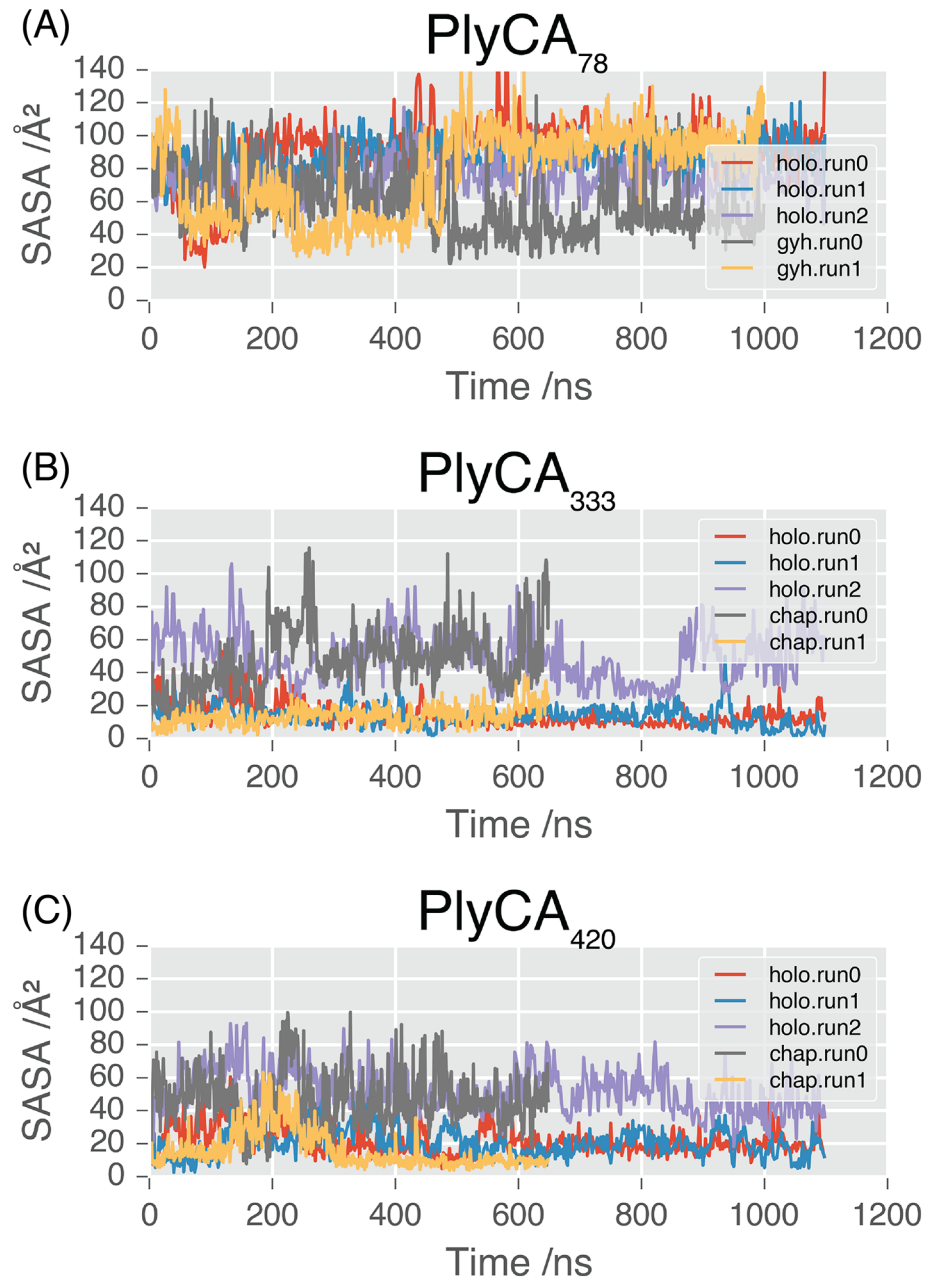 (A)
PlyCA78
SASA /Å²
140
120
100
80
60
40
20
0
holo.run0
holo.run1
holo.run2
gyh.run0
gyh.run1
0 200 400 600 800 1000 1200
Time /ns
(B)
PlyCA333
SASA /Å²
140
120
100
80
60
40
20
0
holo.run0
holo.run1
holo.run2
chap.run0
chap.run1
0 200 400 600 800 1000 1200
Time /ns
(C)
PlyCA420
SASA /Å²
140
120
100
80
60
40
20
0
holo.run0
holo.run1
holo.run2
chap.run0
chap.run1
0 200 400 600 800 1000 1200
Time /ns